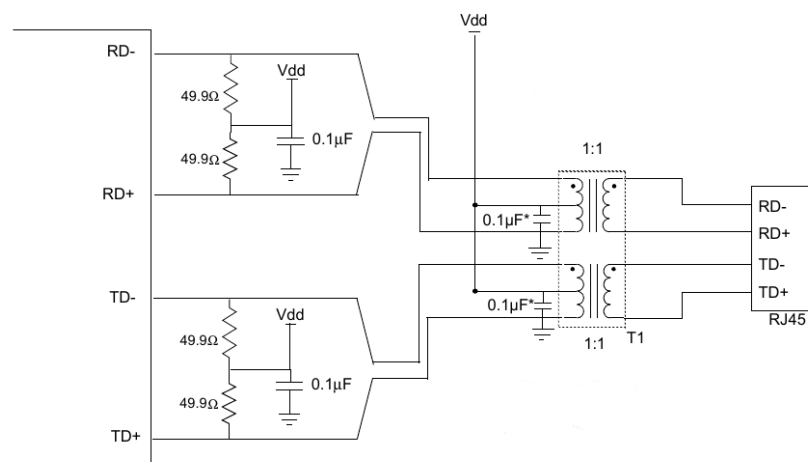 Vdd
RD-
Vdd
49.9Ω
0.1μF
49.9Ω
RD+
1:1
0.1μF*
RD-
RD+
TD-
TD+
RJ45
0.1μF*
1:1
T1
TD-
Vdd
49.9Ω
0.1μF
49.9Ω
TD+